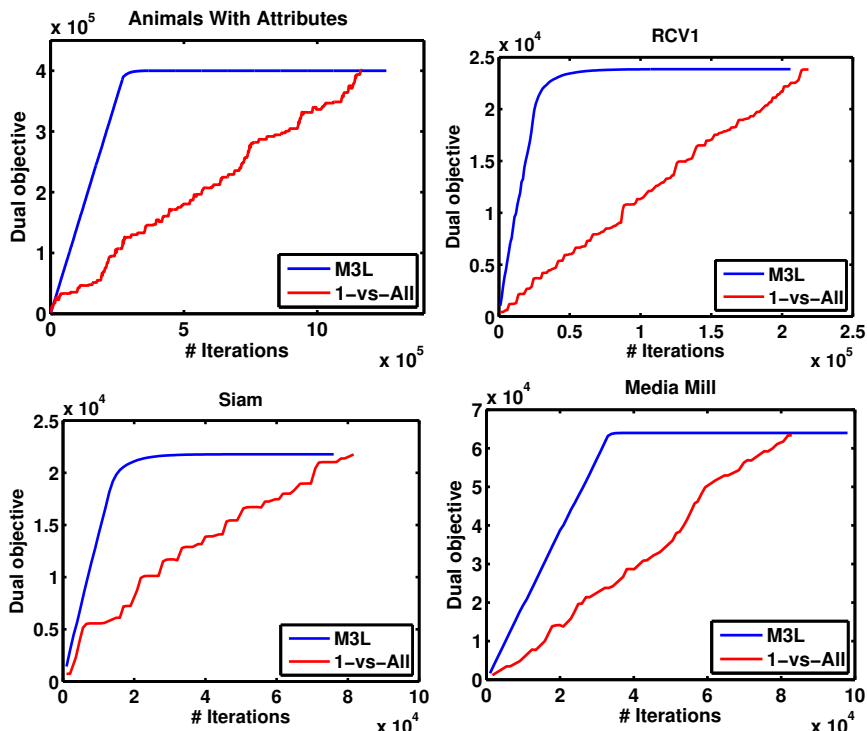 Animals With Attributes
x 10^5
4
3
2
1
0
Dual objective
0
5
10
# Iterations
x 10^5
M3L
1-vs-All
RCV1
x 10^4
2.5
2
1.5
1
0.5
0
Dual objective
0
0.5
1
1.5
2
2.5
# Iterations
x 10^5
M3L
1-vs-All
Siam
x 10^4
2.5
2
1.5
1
0.5
0
Dual objective
0
2
4
6
8
10
# Iterations
x 10^4
M3L
1-vs-All
Media Mill
x 10^4
7
6
5
4
3
2
1
0
Dual objective
0
2
4
6
8
10
# Iterations
x 10^4
M3L
1-vs-All